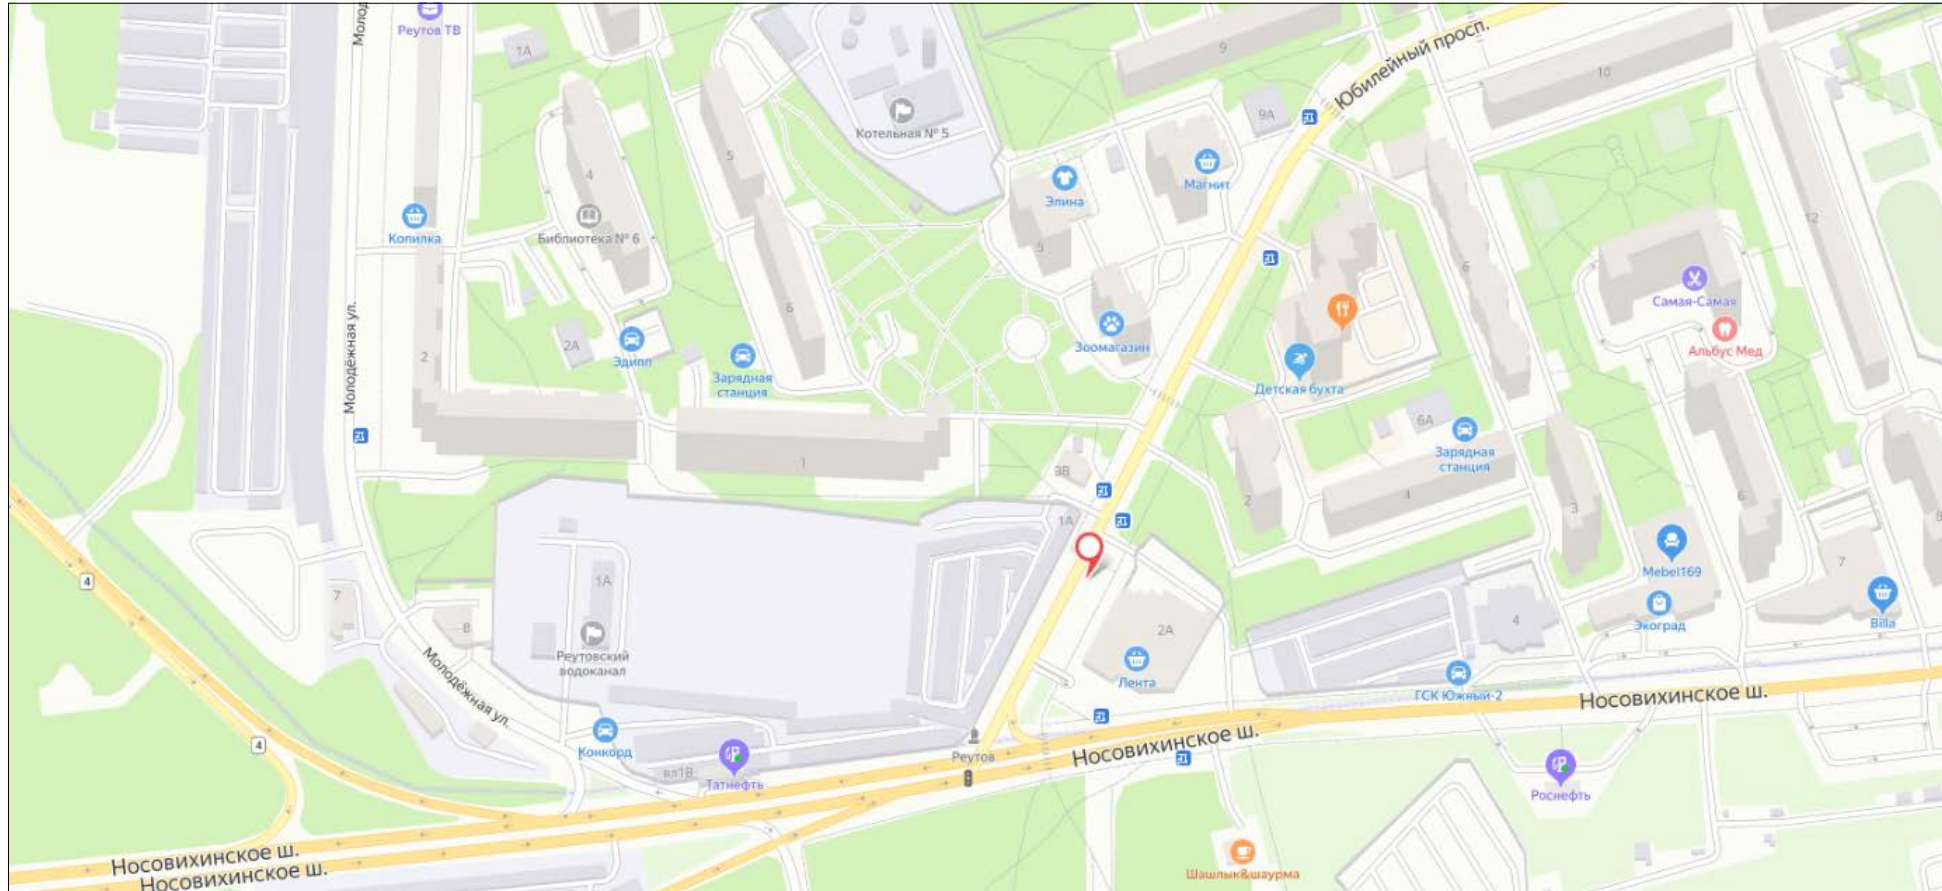 Молод
Реутов ТВ
1А
9
Юбилейный просп.
10
9А
Котельная № 5
5
4
Магнит
Элина
5
12
Копилка
Библиотека № 6
6
6
Самая-Самая
Альбус Мед
Молодёжная ул.
2
2А
Эдипп
Зарядная
станция
6
Зоомагазин
Детская бухта
6А
Зарядная
станция
1
3В
2
4
3
6
8
1А
4
Mebel169
7
1А
7
8
2А
4
Экоград
Billa
Реутовский
водоканал
Молодёжная ул.
Лента
ГСК Южный-2
Носовихинское ш.
4
Конкорд
Реутов
Носовихинское ш.
вл1В
Татнефть
Роснефть
Носовихинское ш.
Носовихинское ш.
Шашлык&шаурма